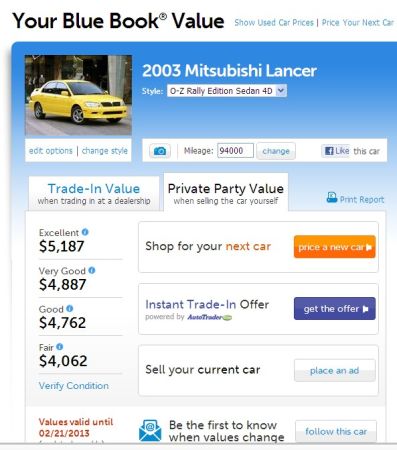 Your Blue Book® Value
Show Used Car Prices | Price Your Next Car
2003 Mitsubishi Lancer
Style: O-Z Rally Edition Sedan 4D
edit options | change style
Mileage: 94000 change
Like this car
Trade-In Value
when trading in at a dealership
Private Party Value
when selling the car yourself
Print Report
Excellent
$5,187
Very Good
$4,887
Good
$4,762
Fair
$4,062
Verify Condition
Shop for your next car
price a new car
Instant Trade-In Offer
powered by AutoTrader
get the offer
Sell your current car
place an ad
Values valid until
02/21/2013
Be the first to know
when values change
follow this car